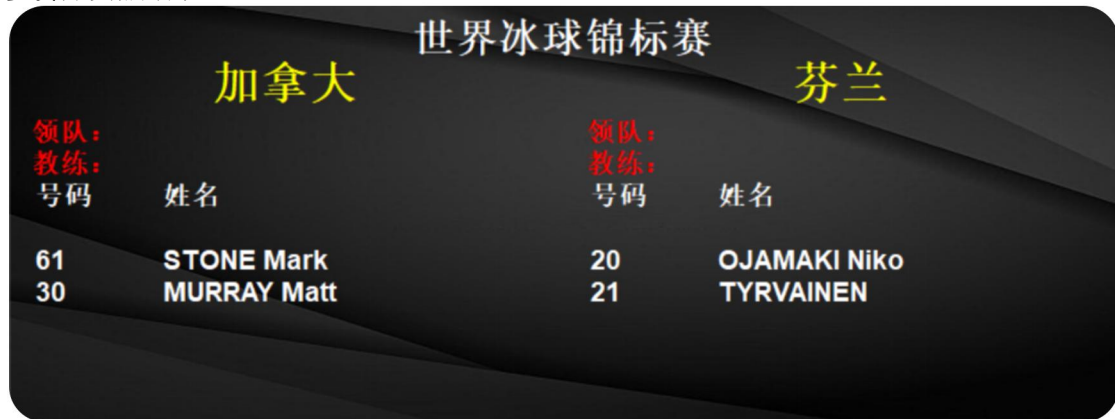 世界冰球锦标赛
加拿大 芬兰
领队： 领队：
教练： 教练：
号码 姓名 号码 姓名
61 STONE Mark 20 OJAMAKI Niko
30 MURRAY Matt 21 TYRVAINEN